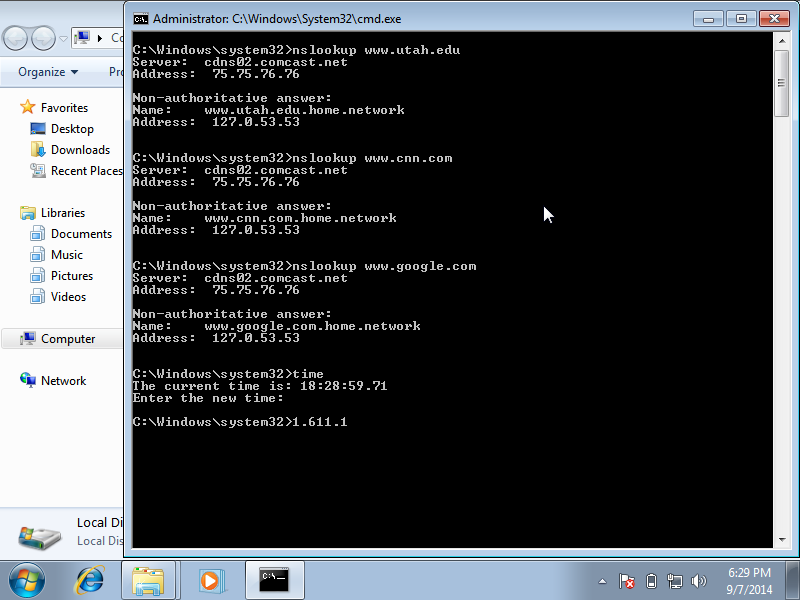 Administrator: C:\Windows\System32\cmd.exe
Co
Organize
Pro
Favorites
Desktop
Downloads
Recent Places
Libraries
Documents
Music
Pictures
Videos
Computer
Network
Local Di
Local Dis
C:\Windows\system32>nslookup www.utah.edu
Server:  cdns02.comcast.net
Address:  75.75.76.76
Non-authoritative answer:
Name:    www.utah.edu.home.network
Address:  127.0.53.53
C:\Windows\system32>nslookup www.cnn.com
Server:  cdns02.comcast.net
Address:  75.75.76.76
Non-authoritative answer:
Name:    www.cnn.com.home.network
Address:  127.0.53.53
C:\Windows\system32>nslookup www.google.com
Server:  cdns02.comcast.net
Address:  75.75.76.76
Non-authoritative answer:
Name:    www.google.com.home.network
Address:  127.0.53.53
C:\Windows\system32>time
The current time is: 18:28:59.71
Enter the new time:
C:\Windows\system32>1.611.1
C:\_
6:29 PM
9/7/2014